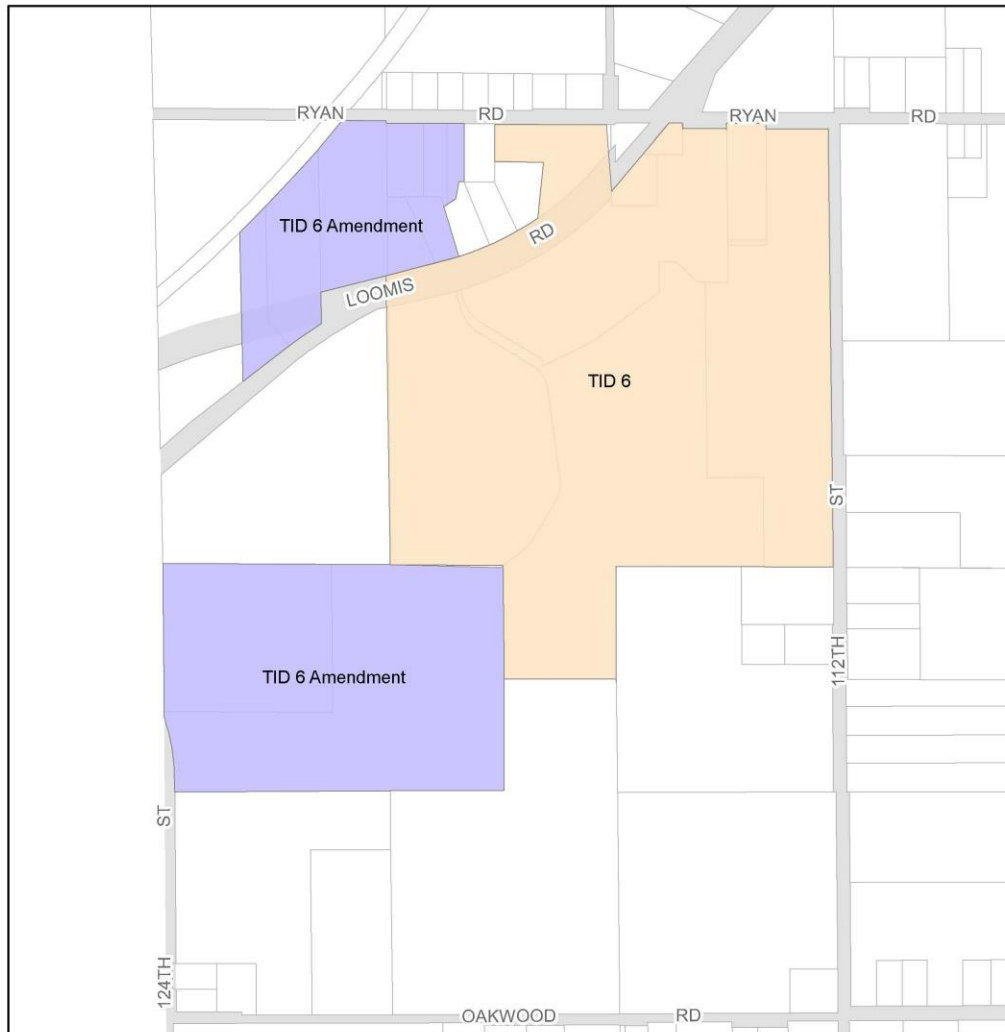 RYAN RD RYAN RD
TID 6 Amendment
RD
LOOMIS
TID 6
ST
TID 6 Amendment
112TH
ST
124TH
OAKWOOD RD